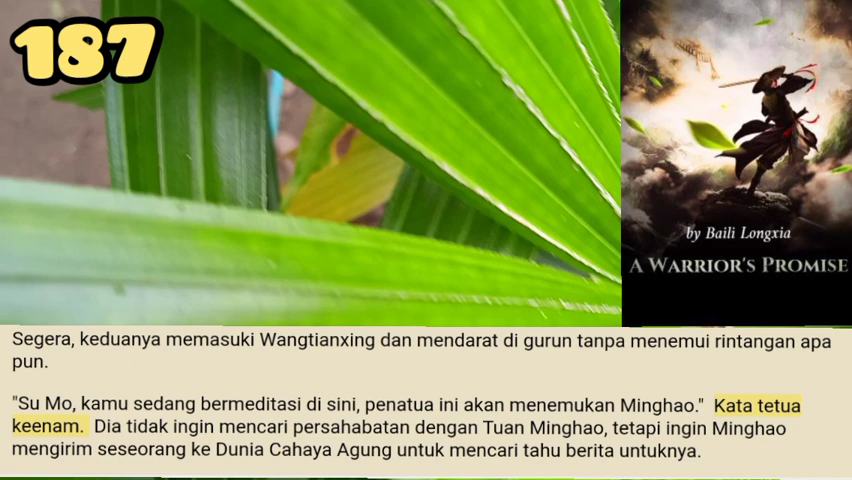 187
by Baili Longxia
A WARRIOR'S PROMISE
Segera, keduanya memasuki Wangtianxing dan mendarat di gurun tanpa menemui rintangan apa
pun.
"Su Mo, kamu sedang bermeditasi di sini, penatua ini akan menemukan Minghao." Kata tetua
keenam. Dia tidak ingin mencari persahabatan dengan Tuan Minghao, tetapi ingin Minghao
mengirim seseorang ke Dunia Cahaya Agung untuk mencari tahu berita untuknya.